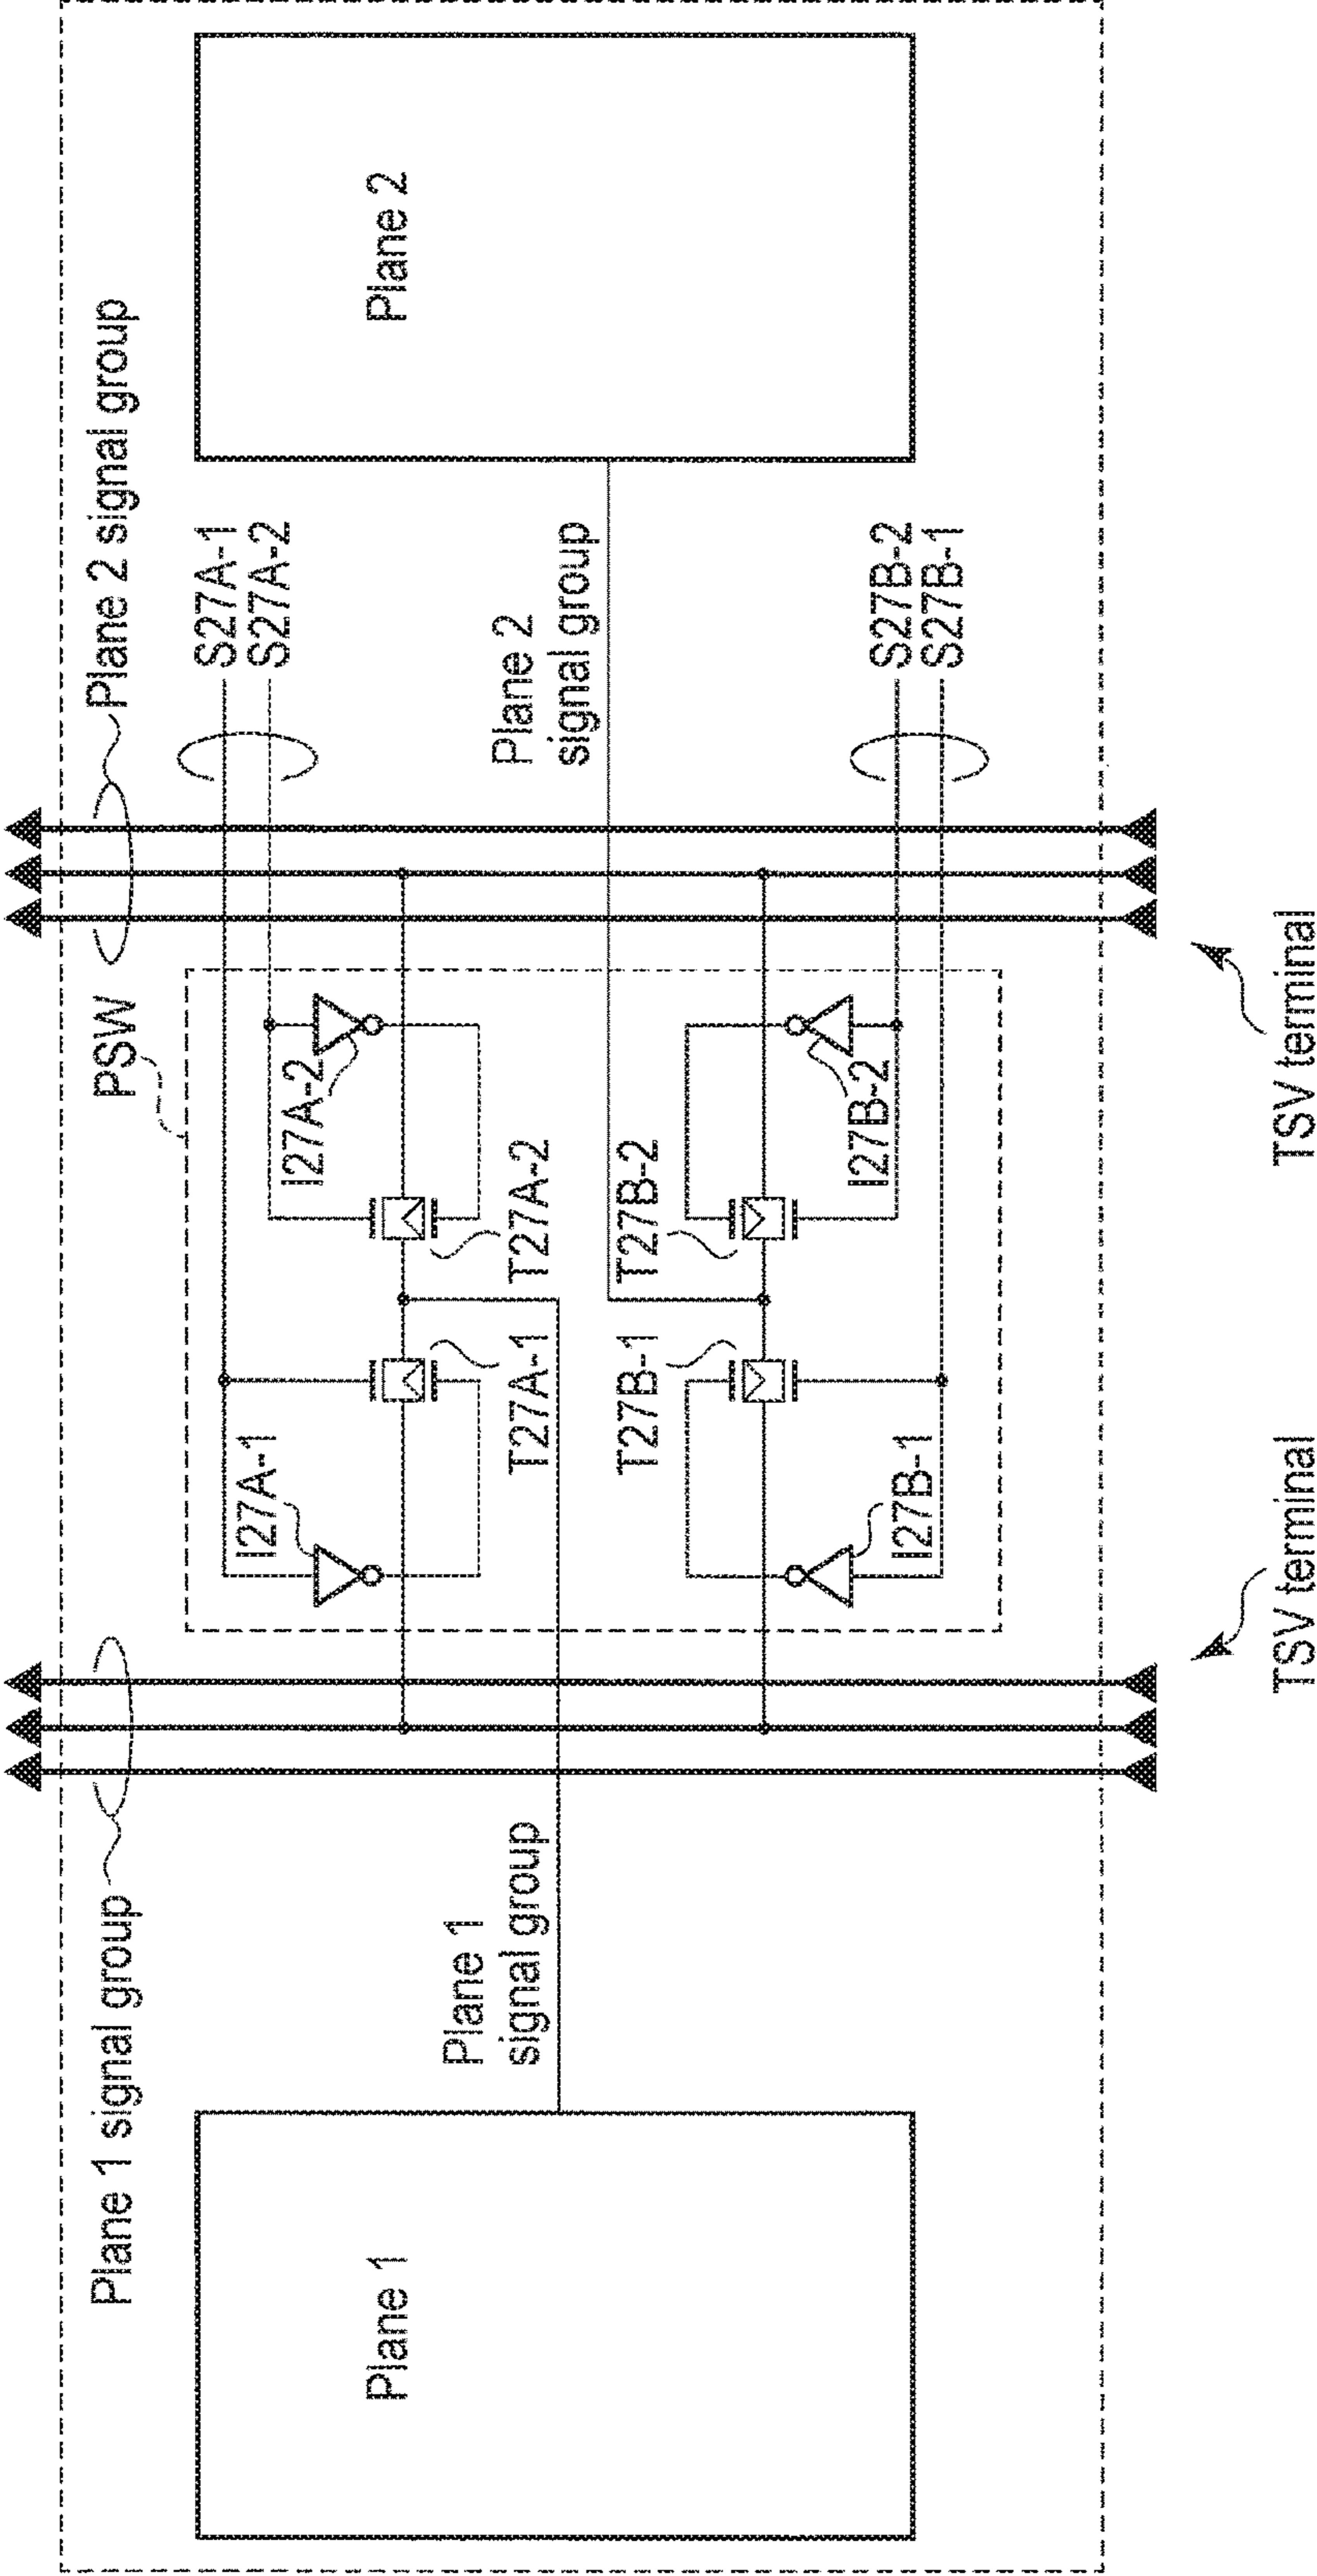 Plane 1 signal group
PSW
Plane 2 signal group
S27A-1
S27A-2
I27A-1
I27A-2
Plane 1
Plane 1
signal group
T27A-1
T27A-2
Plane 2
signal group
Plane 2
T27B-1
T27B-2
I27B-1
I27B-2
S27B-2
S27B-1
TSV terminal
TSV terminal